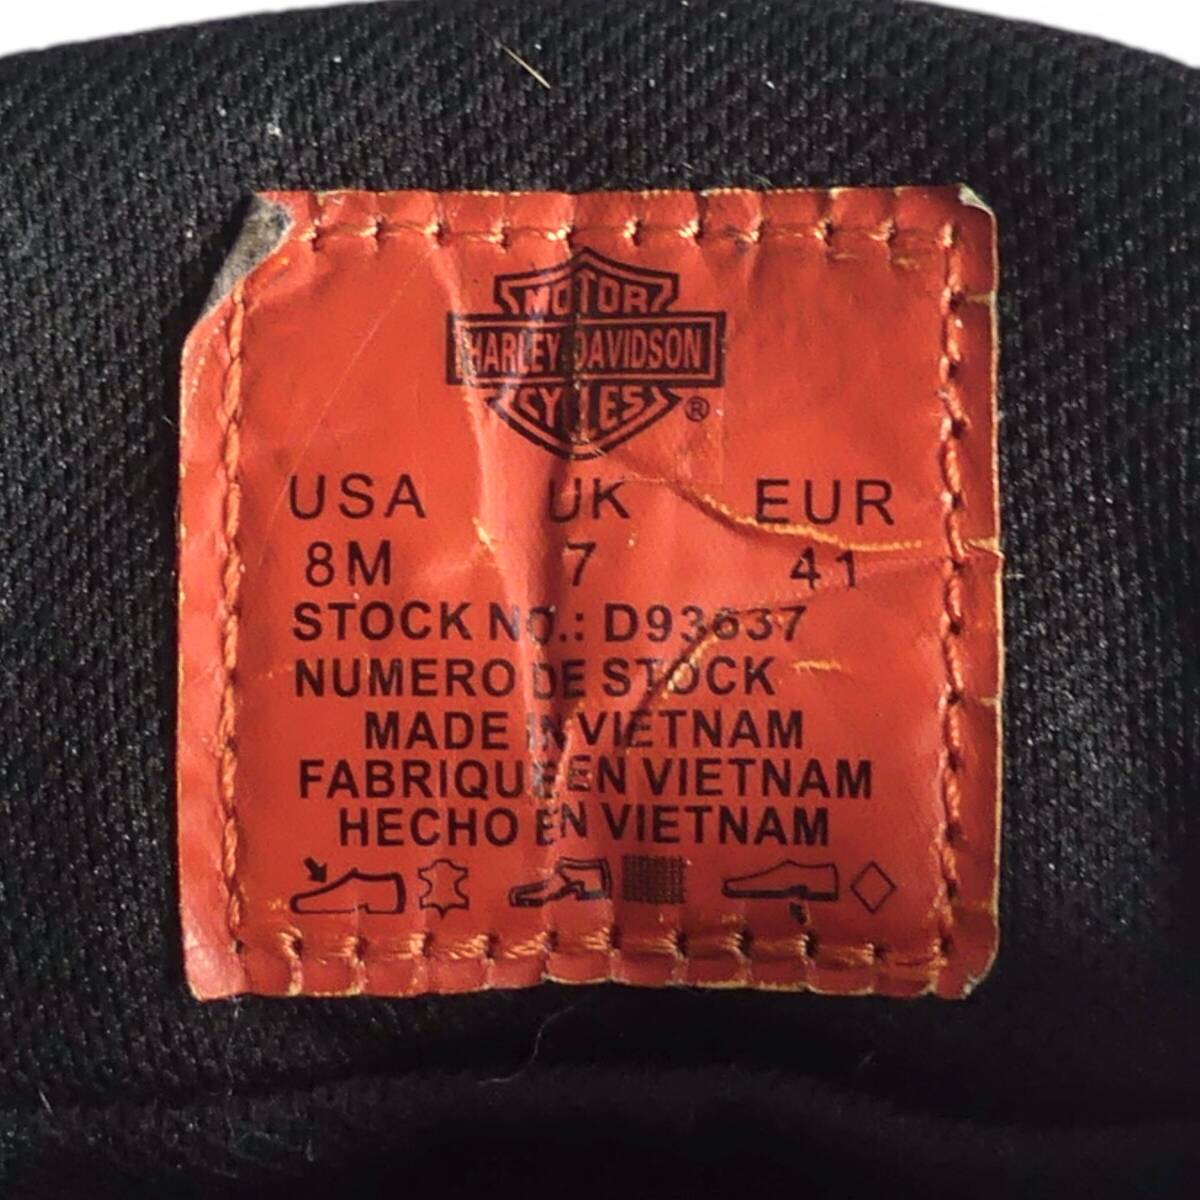 MOTOR
HARLEY-DAVIDSON
CYCLES ®
USA UK EUR
8M 7 41
STOCK NO.: D93637
NUMERO DE STOCK
MADE IN VIETNAM
FABRIQUE EN VIETNAM
HECHO EN VIETNAM